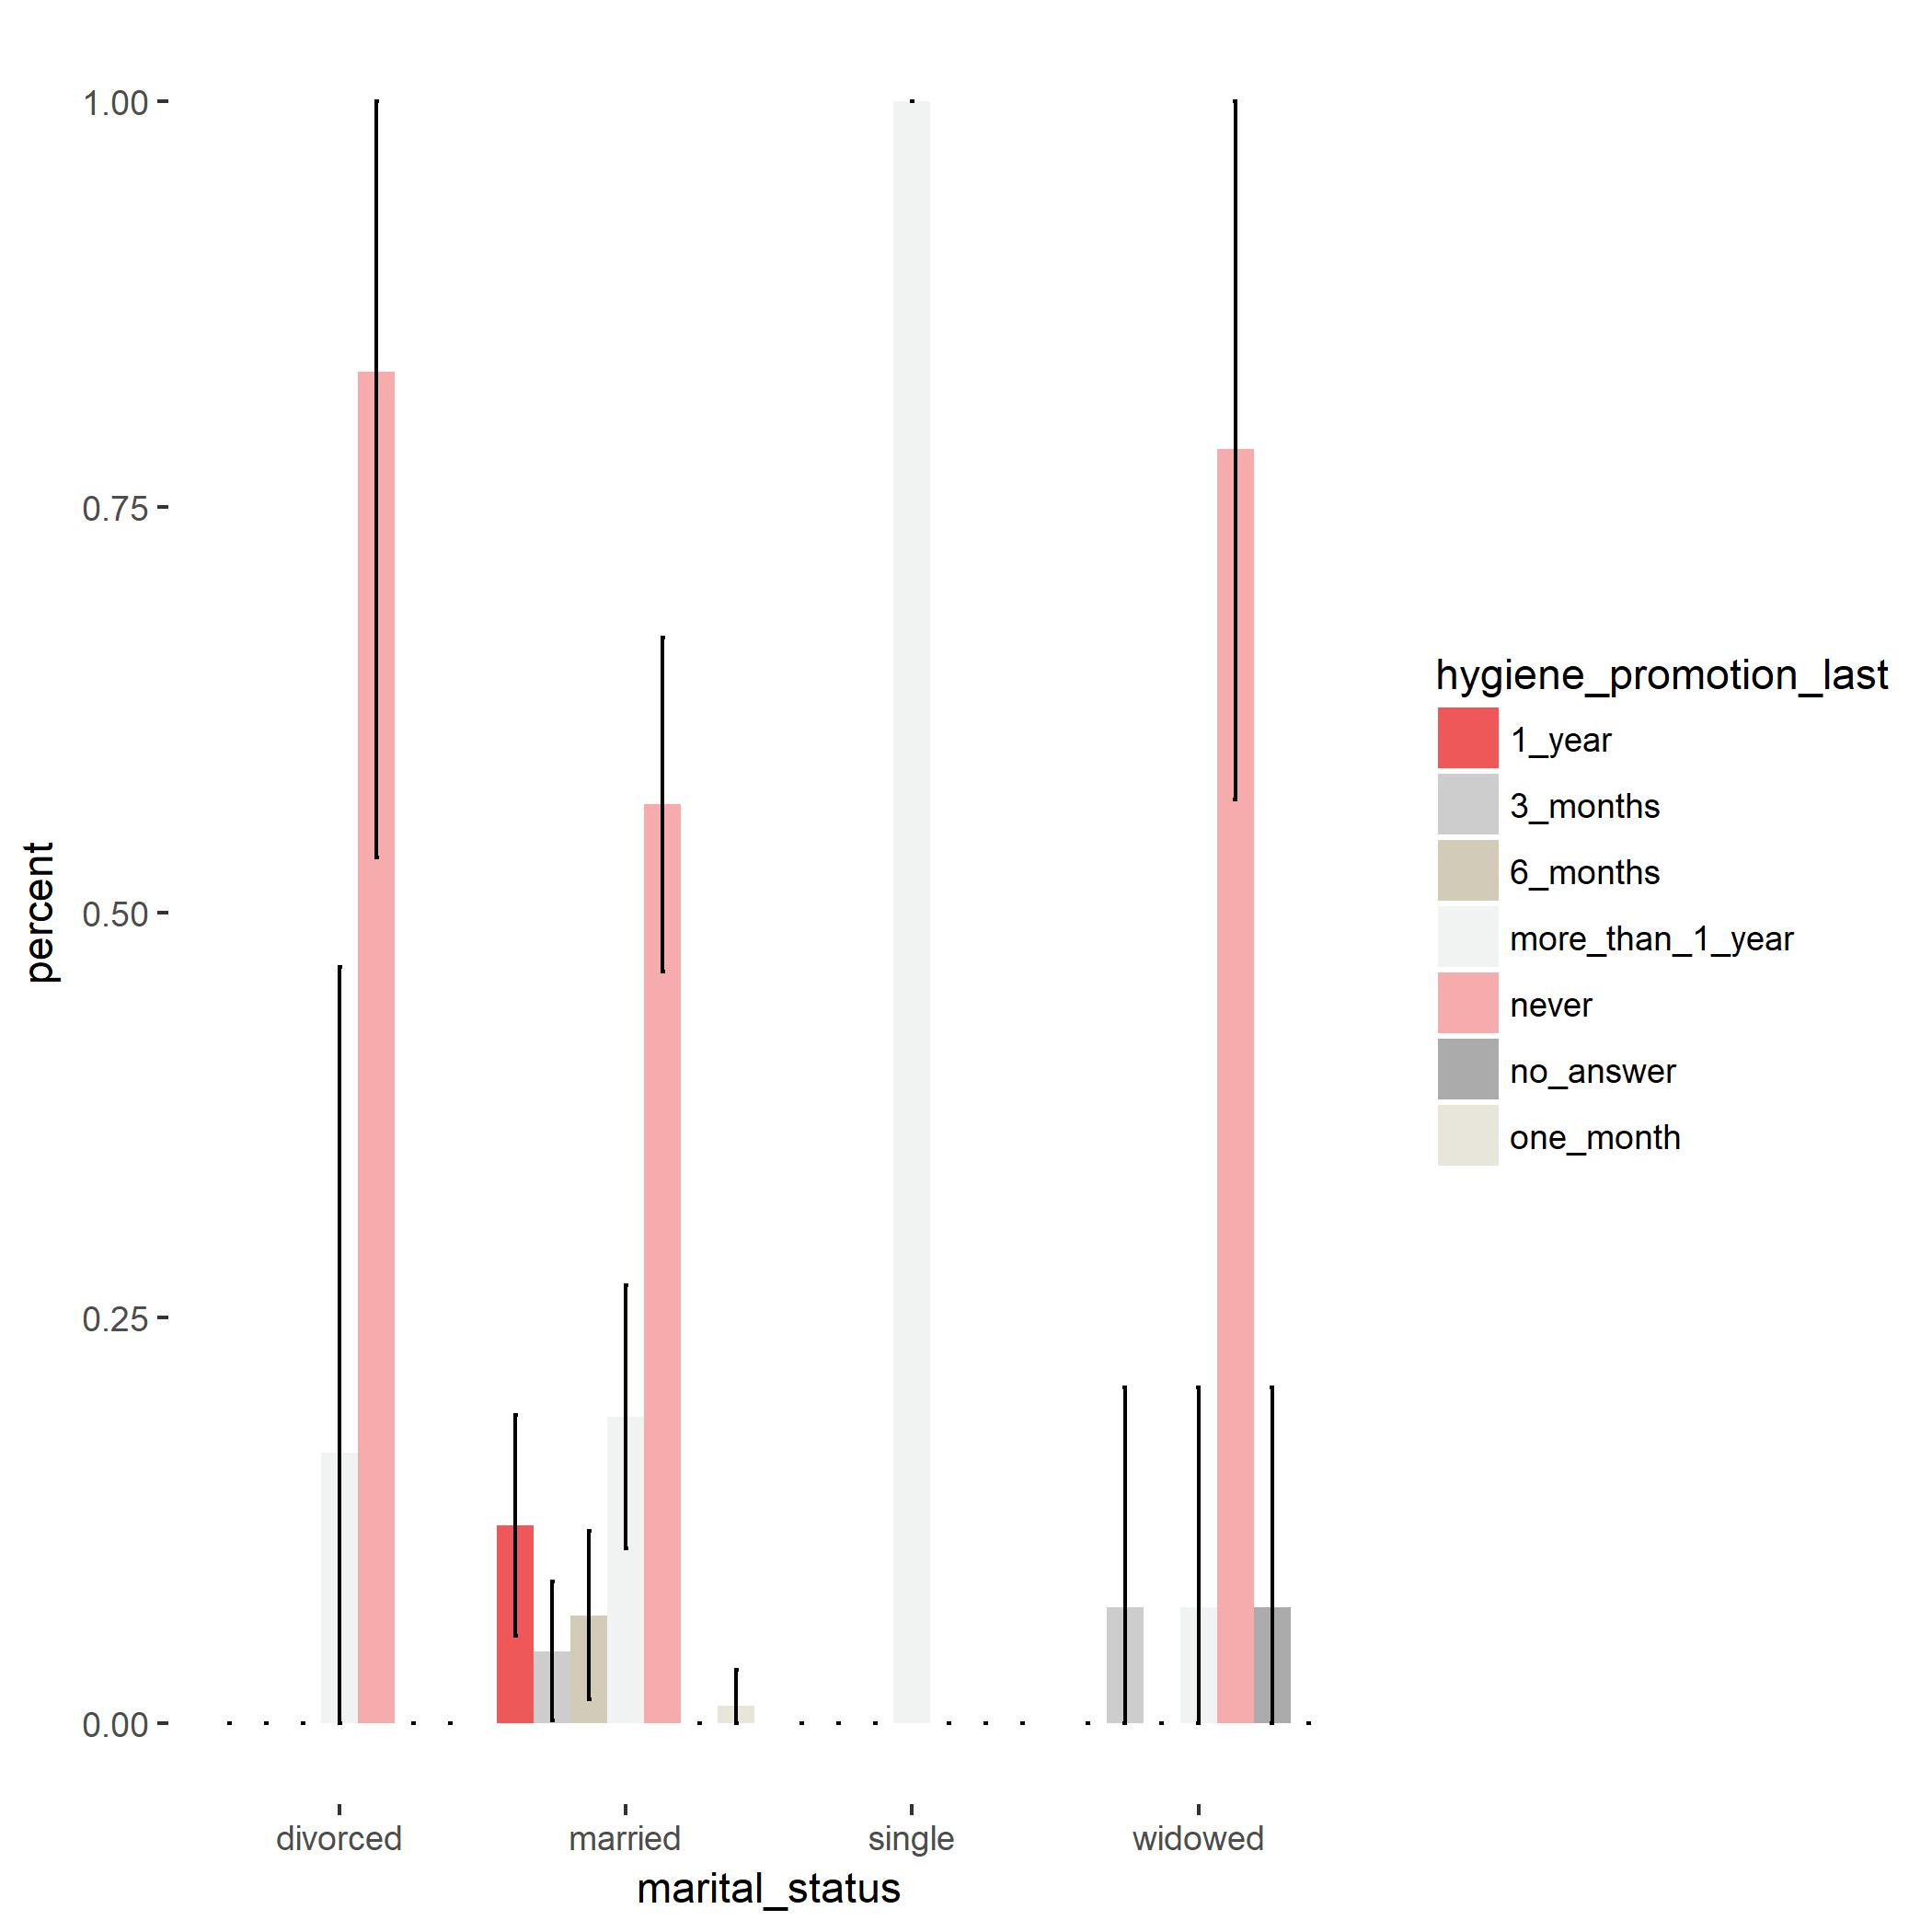 1.00
0.75
0.50
0.25
0.00
percent
divorced
married
single
widowed
marital_status
hygiene_promotion_last
1_year
3_months
6_months
more_than_1_year
never
no_answer
one_month